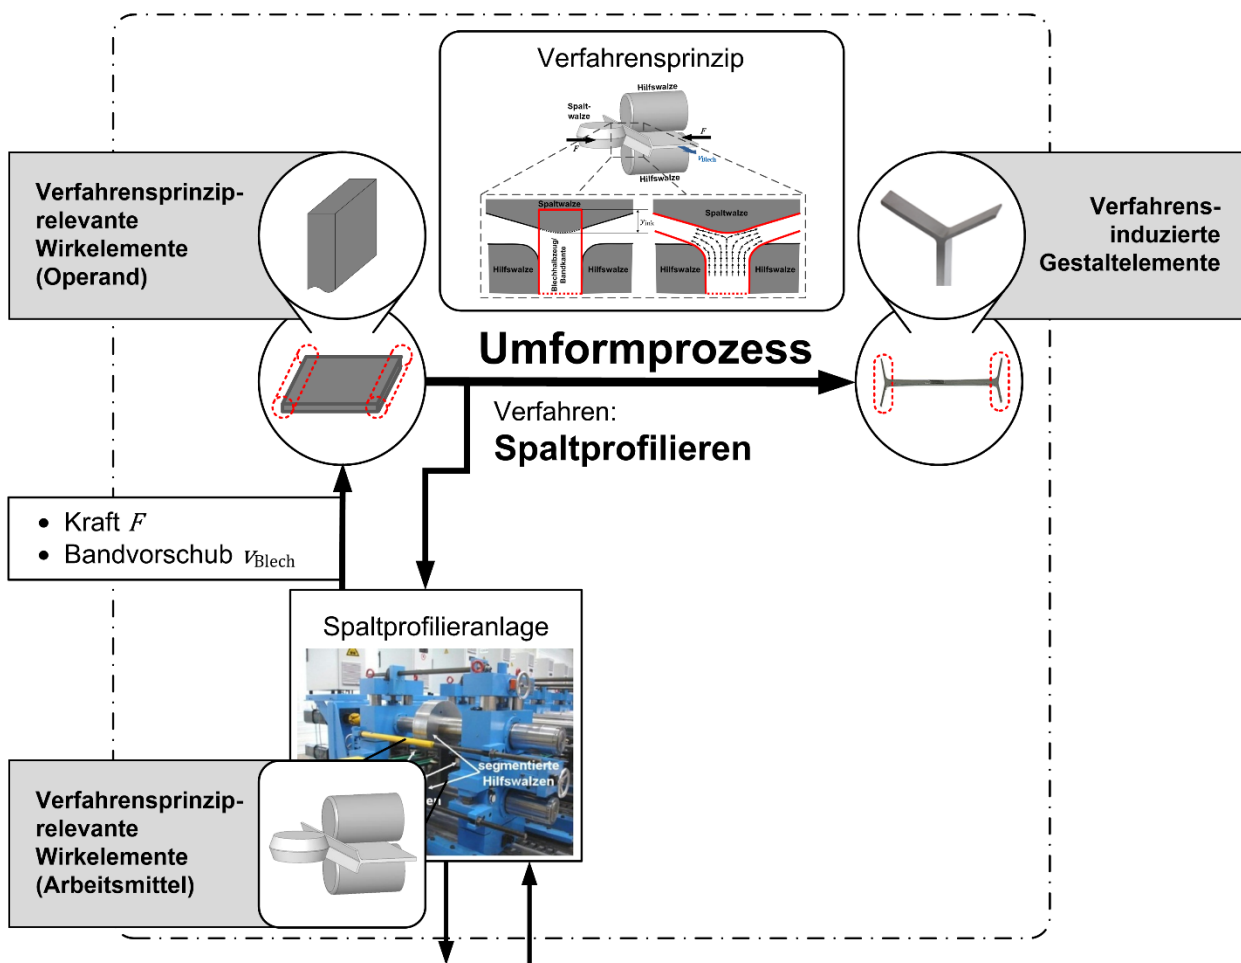 Verfahrensprinzip
Hilfswalze
Spalt-
walze
F
F
vBlech
Hilfswalze
Spaltwalze
Spaltwalze
Hilfswalze
Blechhalbzeug/
Bandkante
Hilfswalze
Hilfswalze
Hilfswalze
Verfahrensprinzip-
relevante
Wirkelemente
(Operand)
Verfahrens-
induzierte
Gestaltelemente
Umformprozess
Verfahren:
Spaltprofilieren
• Kraft F
• Bandvorschub vBlech
Spaltprofilieranlage
segmentierte
Hilfswalzen
Verfahrensprinzip-
relevante
Wirkelemente
(Arbeitsmittel)